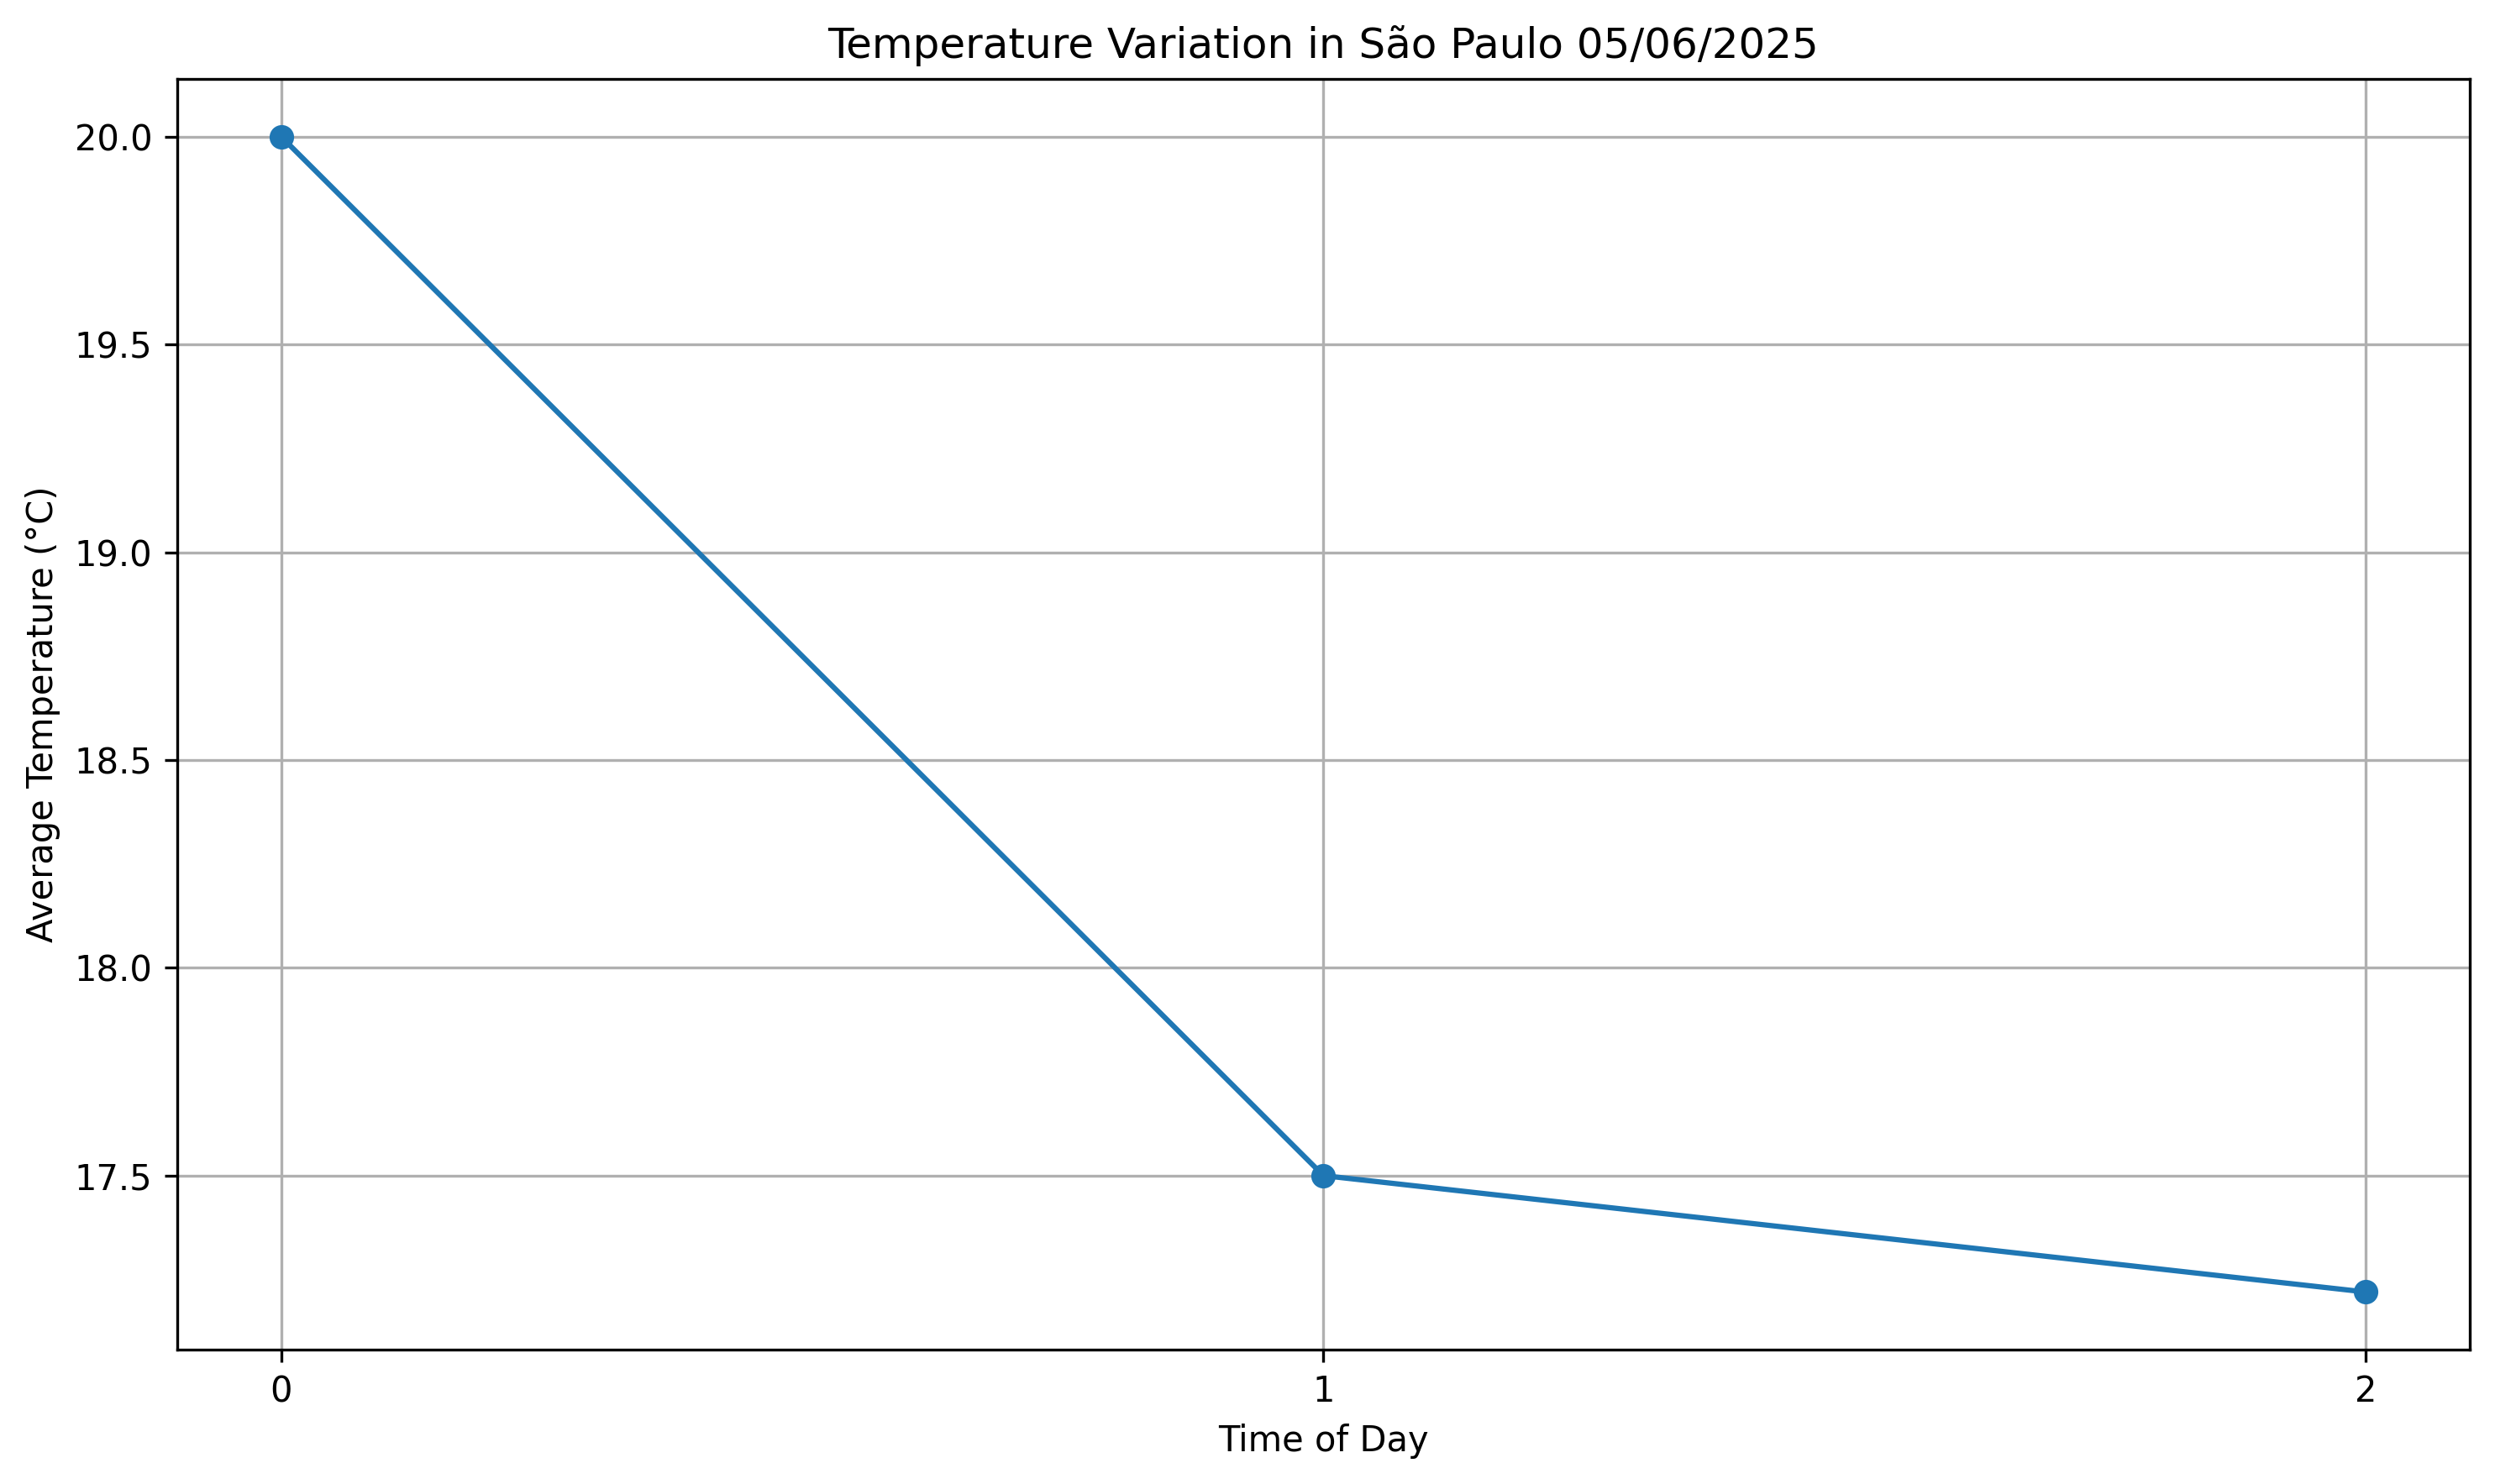 Temperature Variation in São Paulo 05/06/2025
Average Temperature (°C)
20.0
19.5
19.0
18.5
18.0
17.5
0 1 2
Time of Day